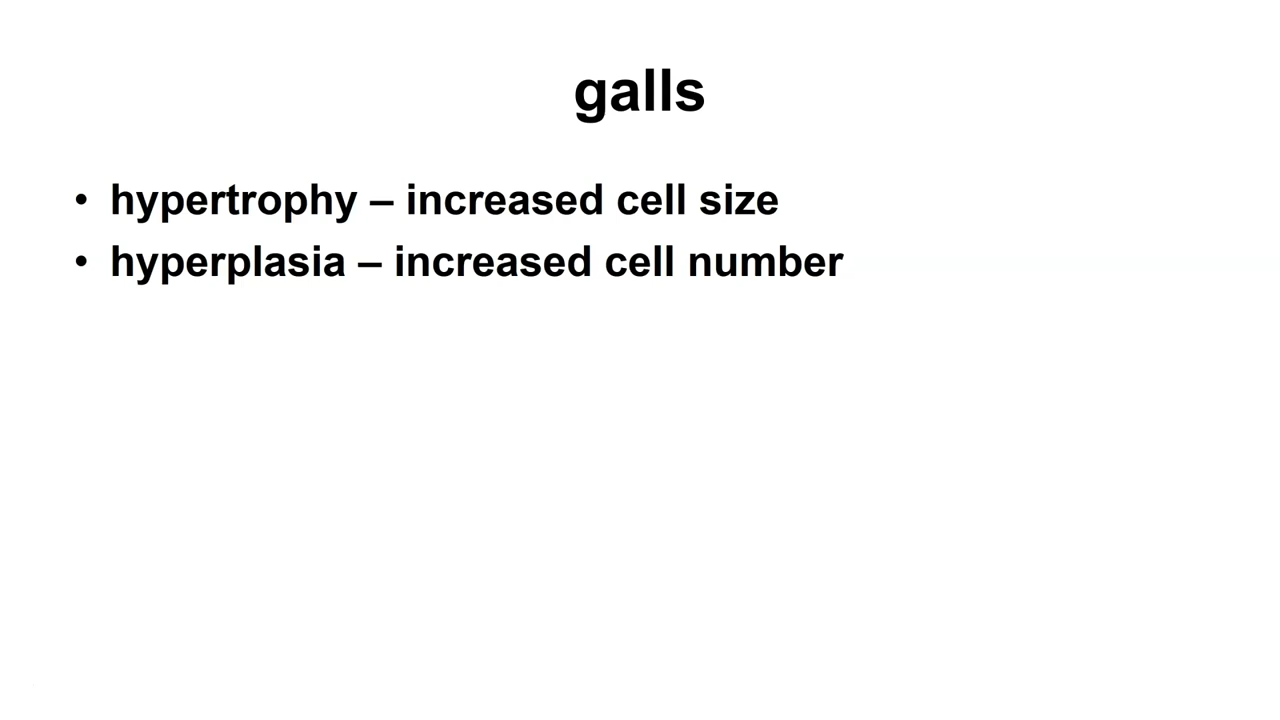 galls
• hypertrophy – increased cell size
• hyperplasia – increased cell number